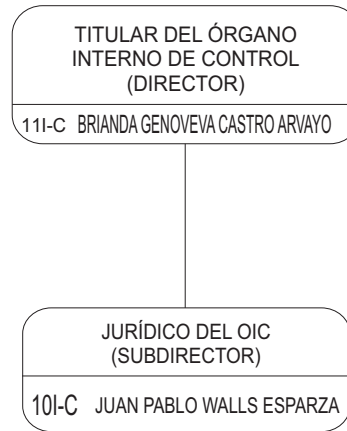 TITULAR DEL ÓRGANO
INTERNO DE CONTROL
(DIRECTOR)
11I-C BRIANDA GENOVEVA CASTRO ARVAYO
JURÍDICO DEL OIC
(SUBDIRECTOR)
10I-C JUAN PABLO WALLS ESPARZA